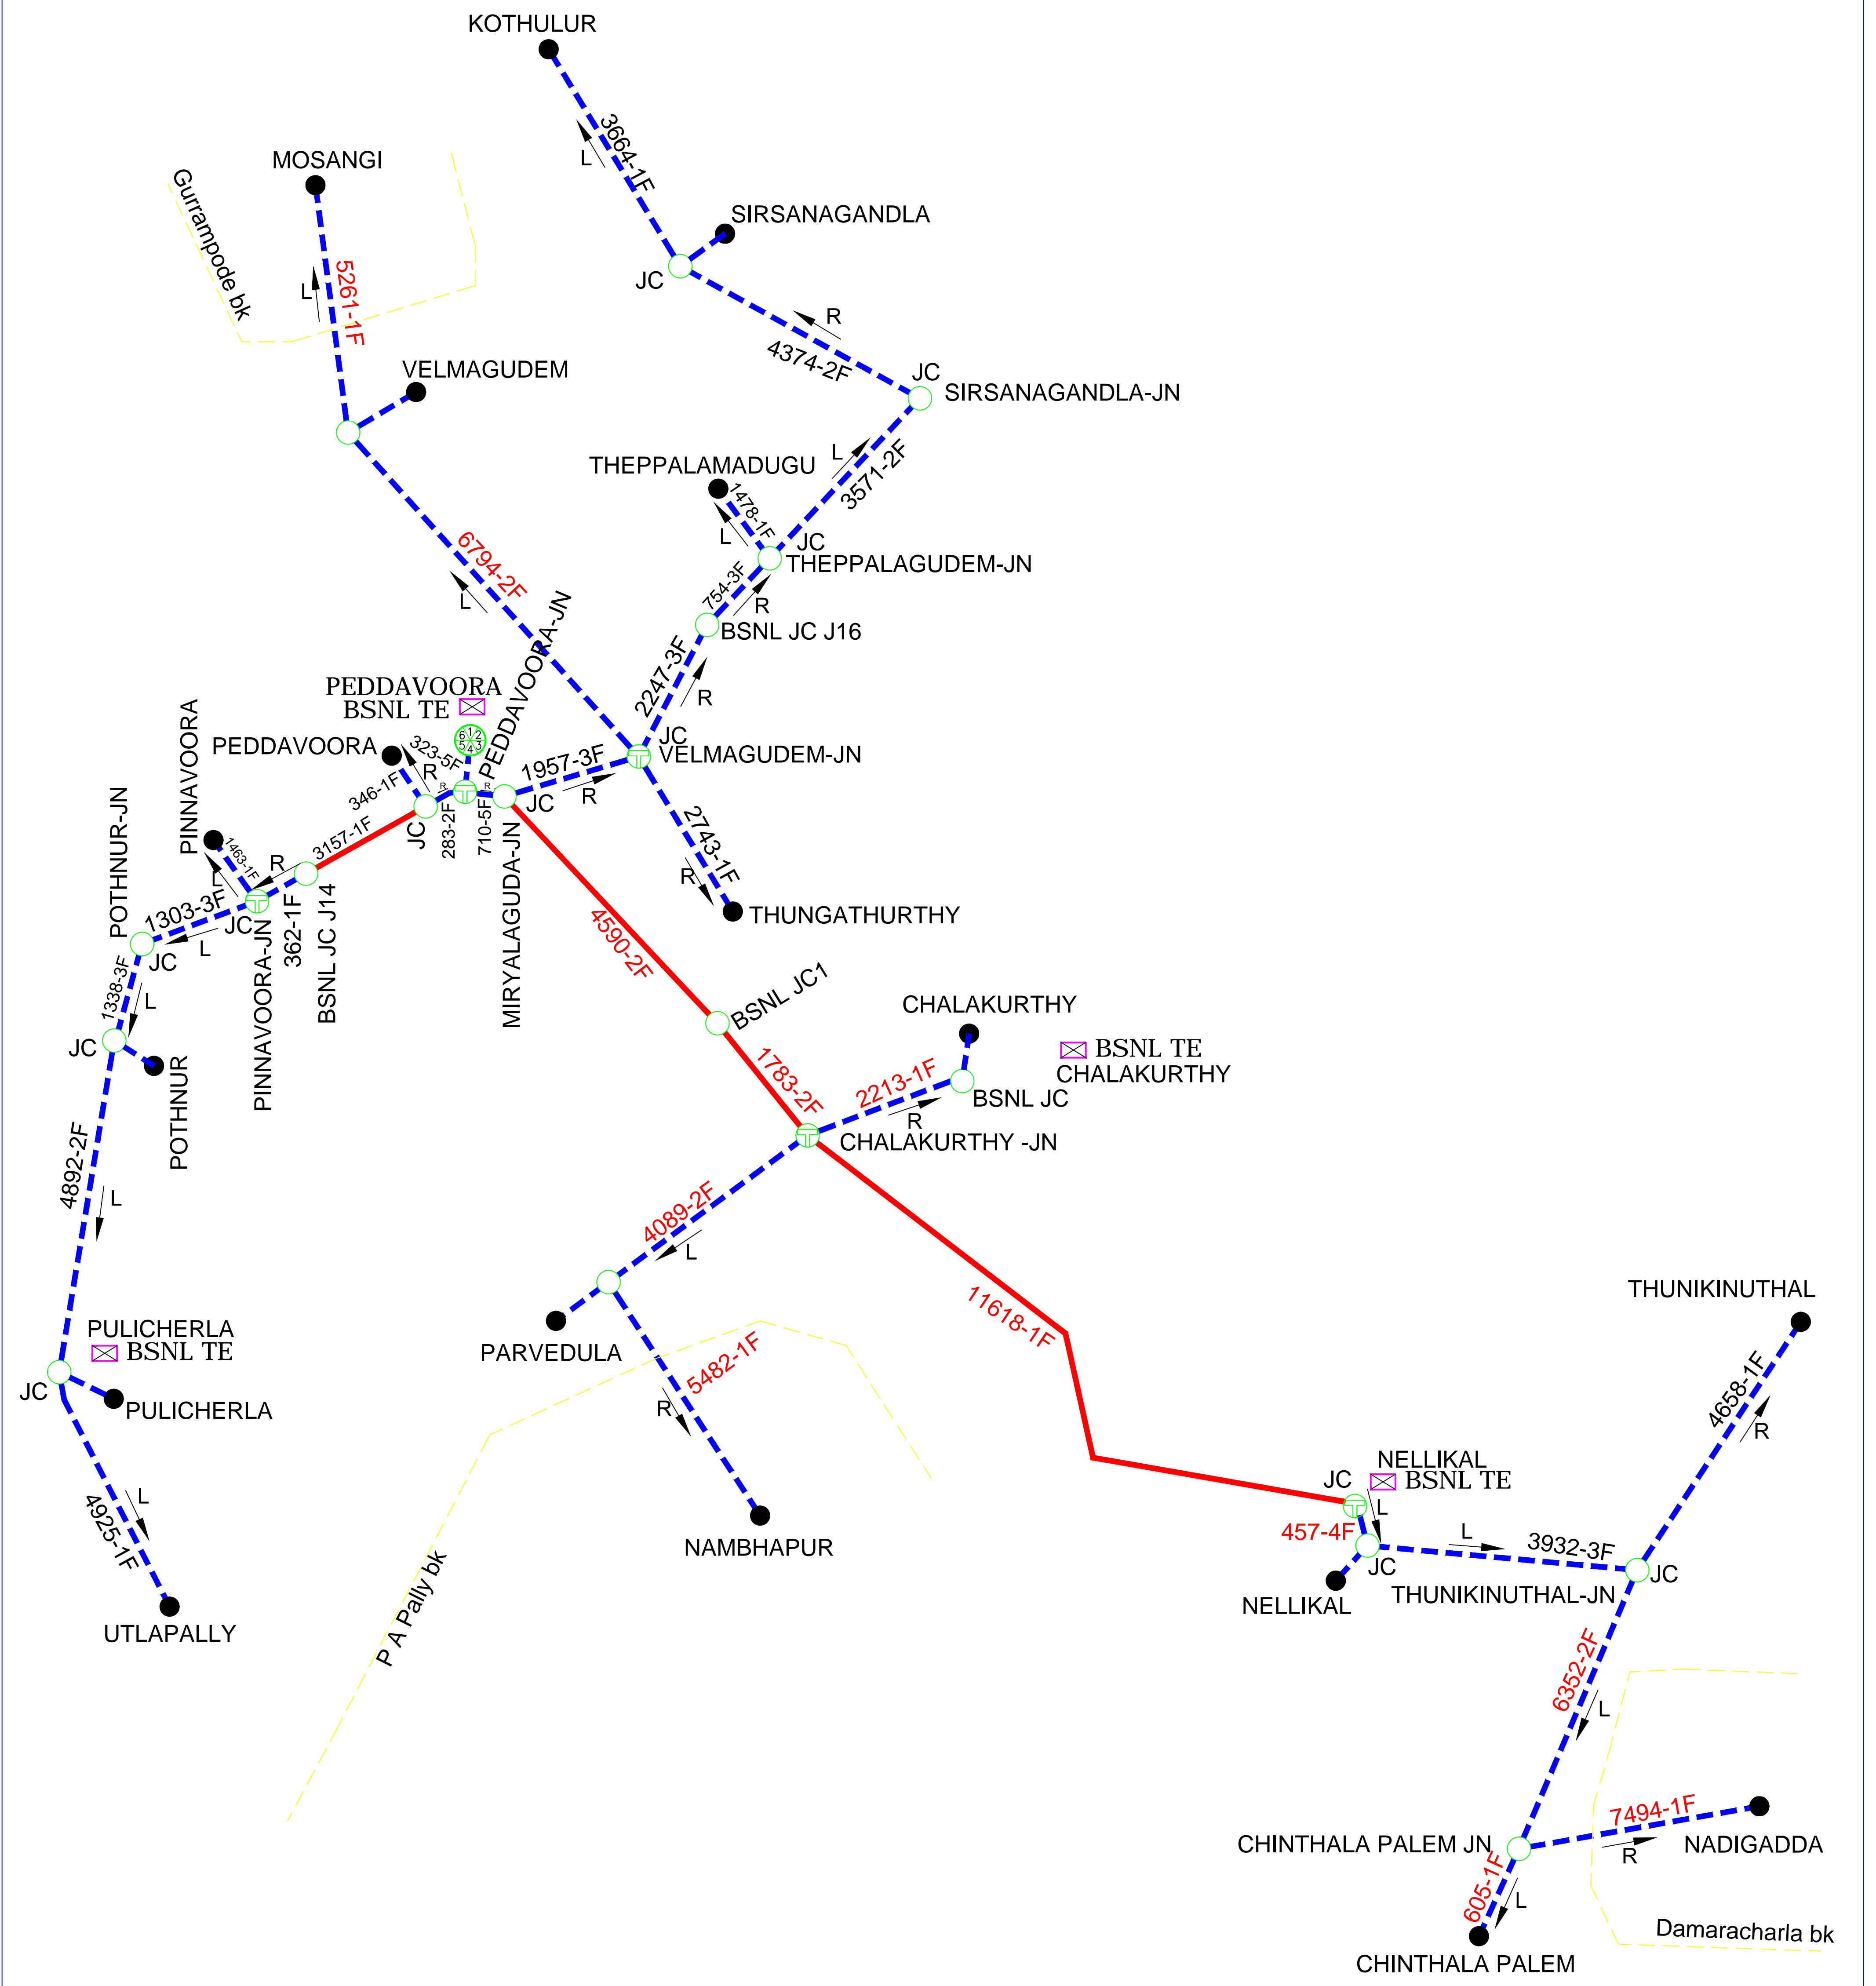 KOTHULUR
3664-1F
L
MOSANGI
Gurrampode bk
5261-1F
L
SIRSANAGANDLA
JC
R
4374-2F
VELMAGUDEM
JC
SIRSANAGANDLA-JN
L
3571-2F
THEPPALAMADUGU
1478-1F
L
JC
THEPPALAGUDEM-JN
6794-2F
L
754-3F
R
BSNL JC J16
2247-3F
R
PEDDAVOORA-JN
PEDDAVOORA
BSNL TE
1
2
3
4
5
6
JC
VELMAGUDEM-JN
PEDDAVOORA
323-5F
R
346-1F
R
R
1957-3F
R
JC
JC
283-2F
710-5F
MIRYALAGUDA-JN
PINNAVOORA
3157-1F
1463-1F
R
L
2743-1F
R
THUNGATHURTHY
POTHNUR-JN
1303-3F
L
JC
JC
PINNAVOORA-JN
362-1F
BSNL JC J14
4590-2F
1338-3F
L
JC
POTHNUR
BSNL JC1
CHALAKURTHY
BSNL TE
CHALAKURTHY
1783-2F
2213-1F
R
BSNL JC
CHALAKURTHY -JN
4892-2F
L
4089-2F
L
11618-1F
PARVEDULA
5482-1F
R
NAMBHAPUR
THUNIKINUTHAL
PULICHERLA
BSNL TE
JC
PULICHERLA
4925-1F
L
UTLAPALLY
P A Pally bk
4658-1F
R
NELLIKAL
BSNL TE
JC
L
457-4F
JC
L
3932-3F
JC
NELLIKAL
THUNIKINUTHAL-JN
6352-2F
L
7494-1F
R
CHINTHALA PALEM JN
NADIGADDA
605-1F
L
Damaracharla bk
CHINTHALA PALEM